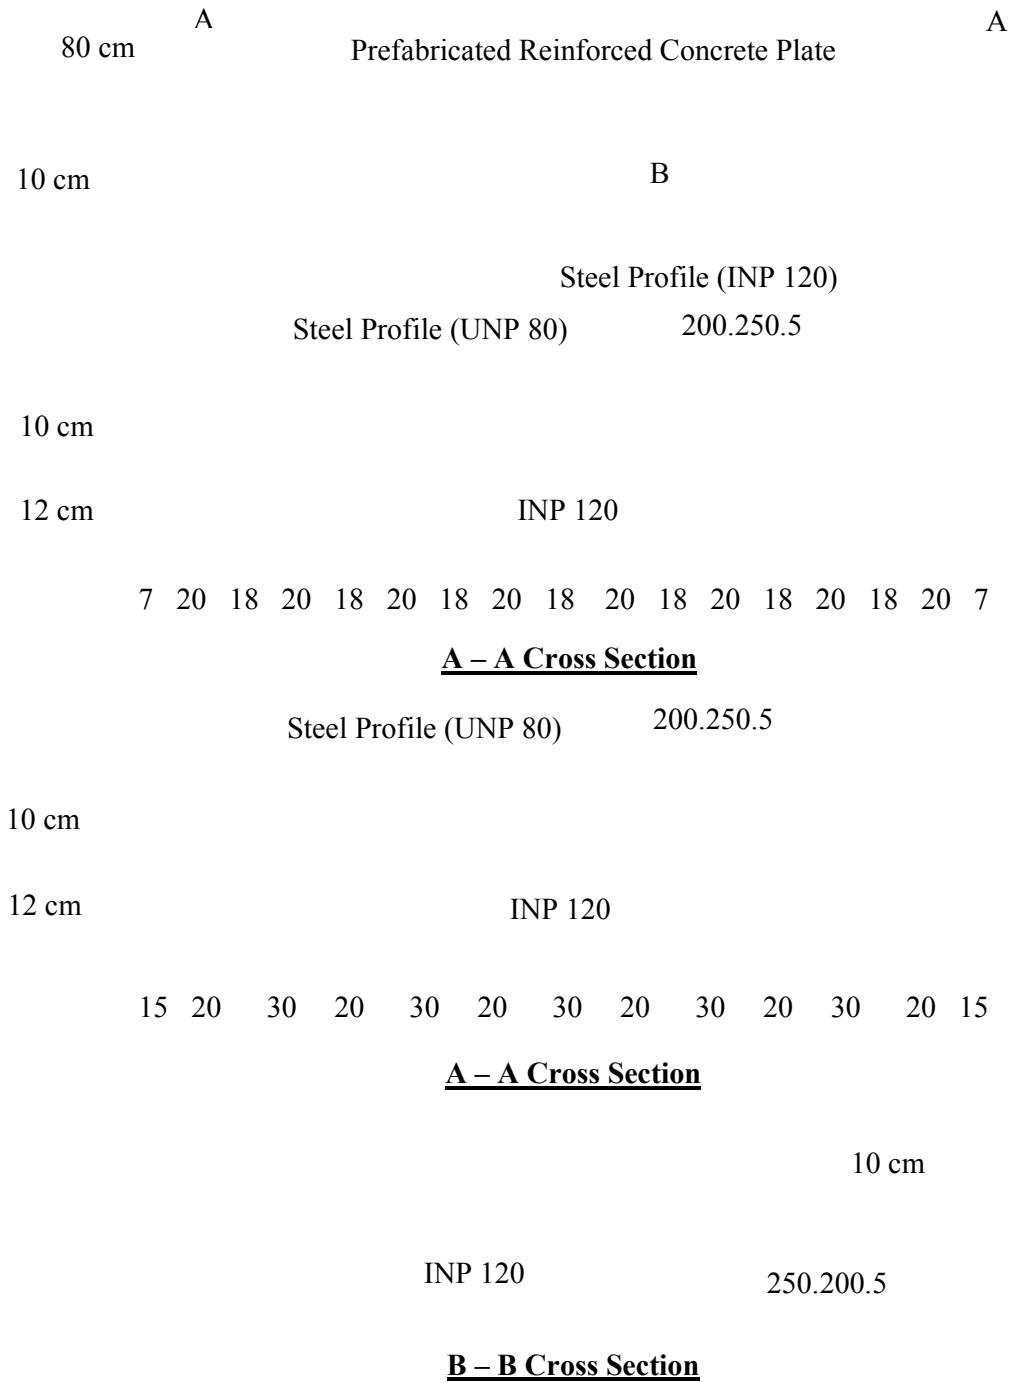 A A
80 cm Prefabricated Reinforced Concrete Plate
10 cm B
Steel Profile (INP 120)
Steel Profile (UNP 80) 200.250.5
10 cm
12 cm INP 120
7 20 18 20 18 20 18 20 18 20 18 20 18 20 18 20 7
A – A Cross Section
Steel Profile (UNP 80) 200.250.5
10 cm
12 cm INP 120
15 20 30 20 30 20 30 20 30 20 30 20 15
A – A Cross Section
10 cm
INP 120 250.200.5
B – B Cross Section